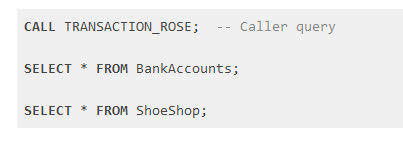 CALL TRANSACTION_ROSE;  -- Caller query
SELECT * FROM BankAccounts;
SELECT * FROM ShoeShop;